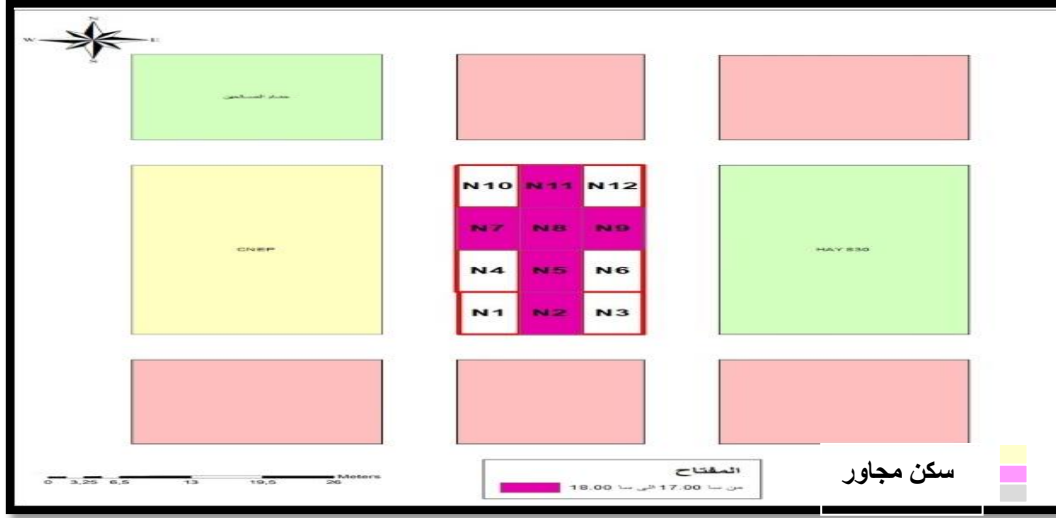 N
W E
S
N10 N11 N12
N7 N8 N9
CNEP
HAY 830
N4 N5 N6
N1 N2 N3
المفتاح
من سا 17.00 الى سا 18.00
سكن مجاور
0 3,25 6,5 13 19,5 26 Meters